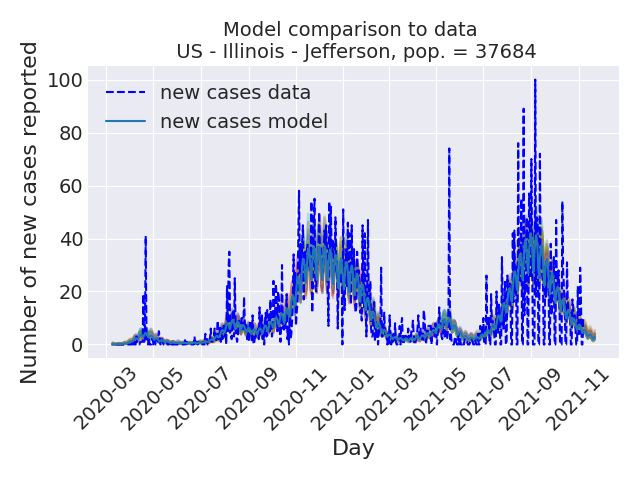 Model comparison to data
US - Illinois - Jefferson, pop. = 37684
Number of new cases reported
100
80
60
40
20
0
new cases data
new cases model
2020-03
2020-05
2020-07
2020-09
2020-11
2021-01
2021-03
2021-05
2021-07
2021-09
2021-11
Day